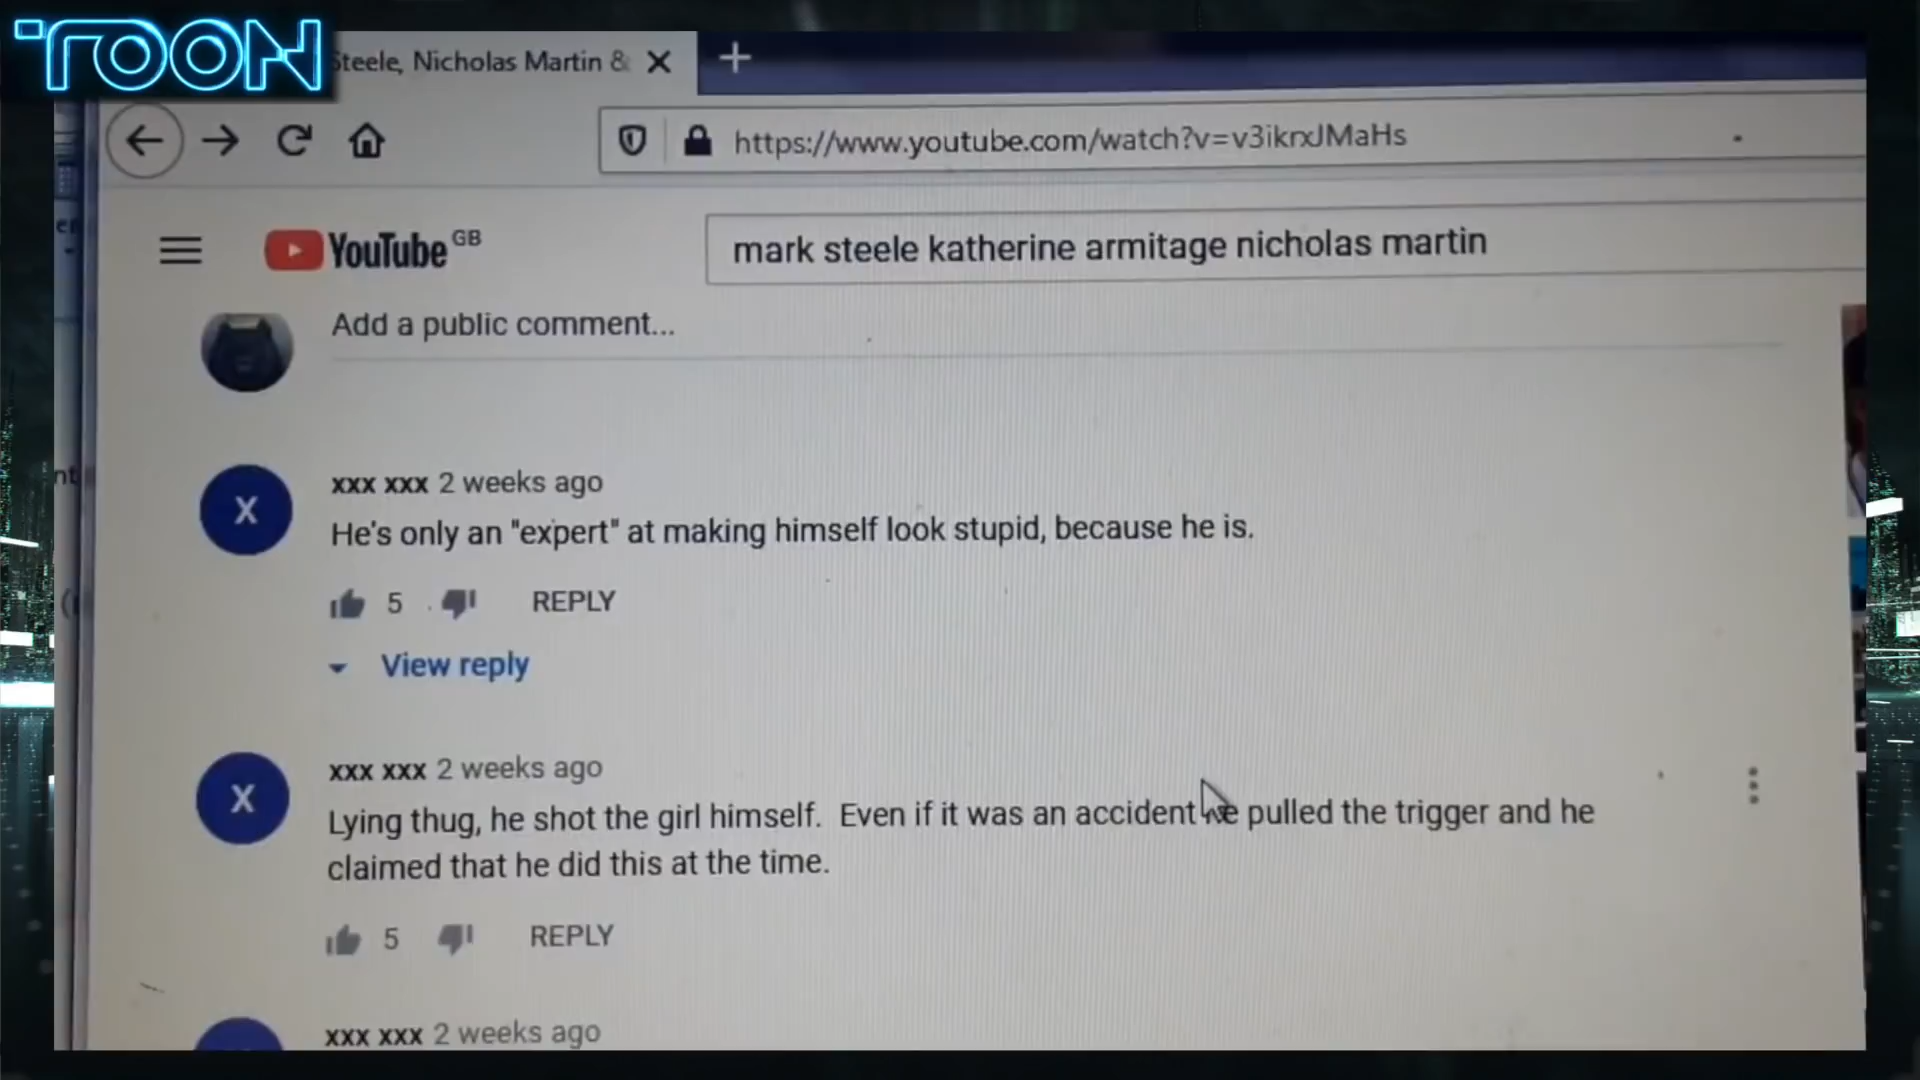 TOON
Steele, Nicholas Martin &
https://www.youtube.com/watch?v=v3ikrxJMaHs
YouTube GB
mark steele katherine armitage nicholas martin
Add a public comment...
X
xxx xxx 2 weeks ago
He's only an "expert" at making himself look stupid, because he is.
5 REPLY
View reply
X
xxx xxx 2 weeks ago
Lying thug, he shot the girl himself. Even if it was an accident he pulled the trigger and he
claimed that he did this at the time.
5 REPLY
xxx xxx 2 weeks ago